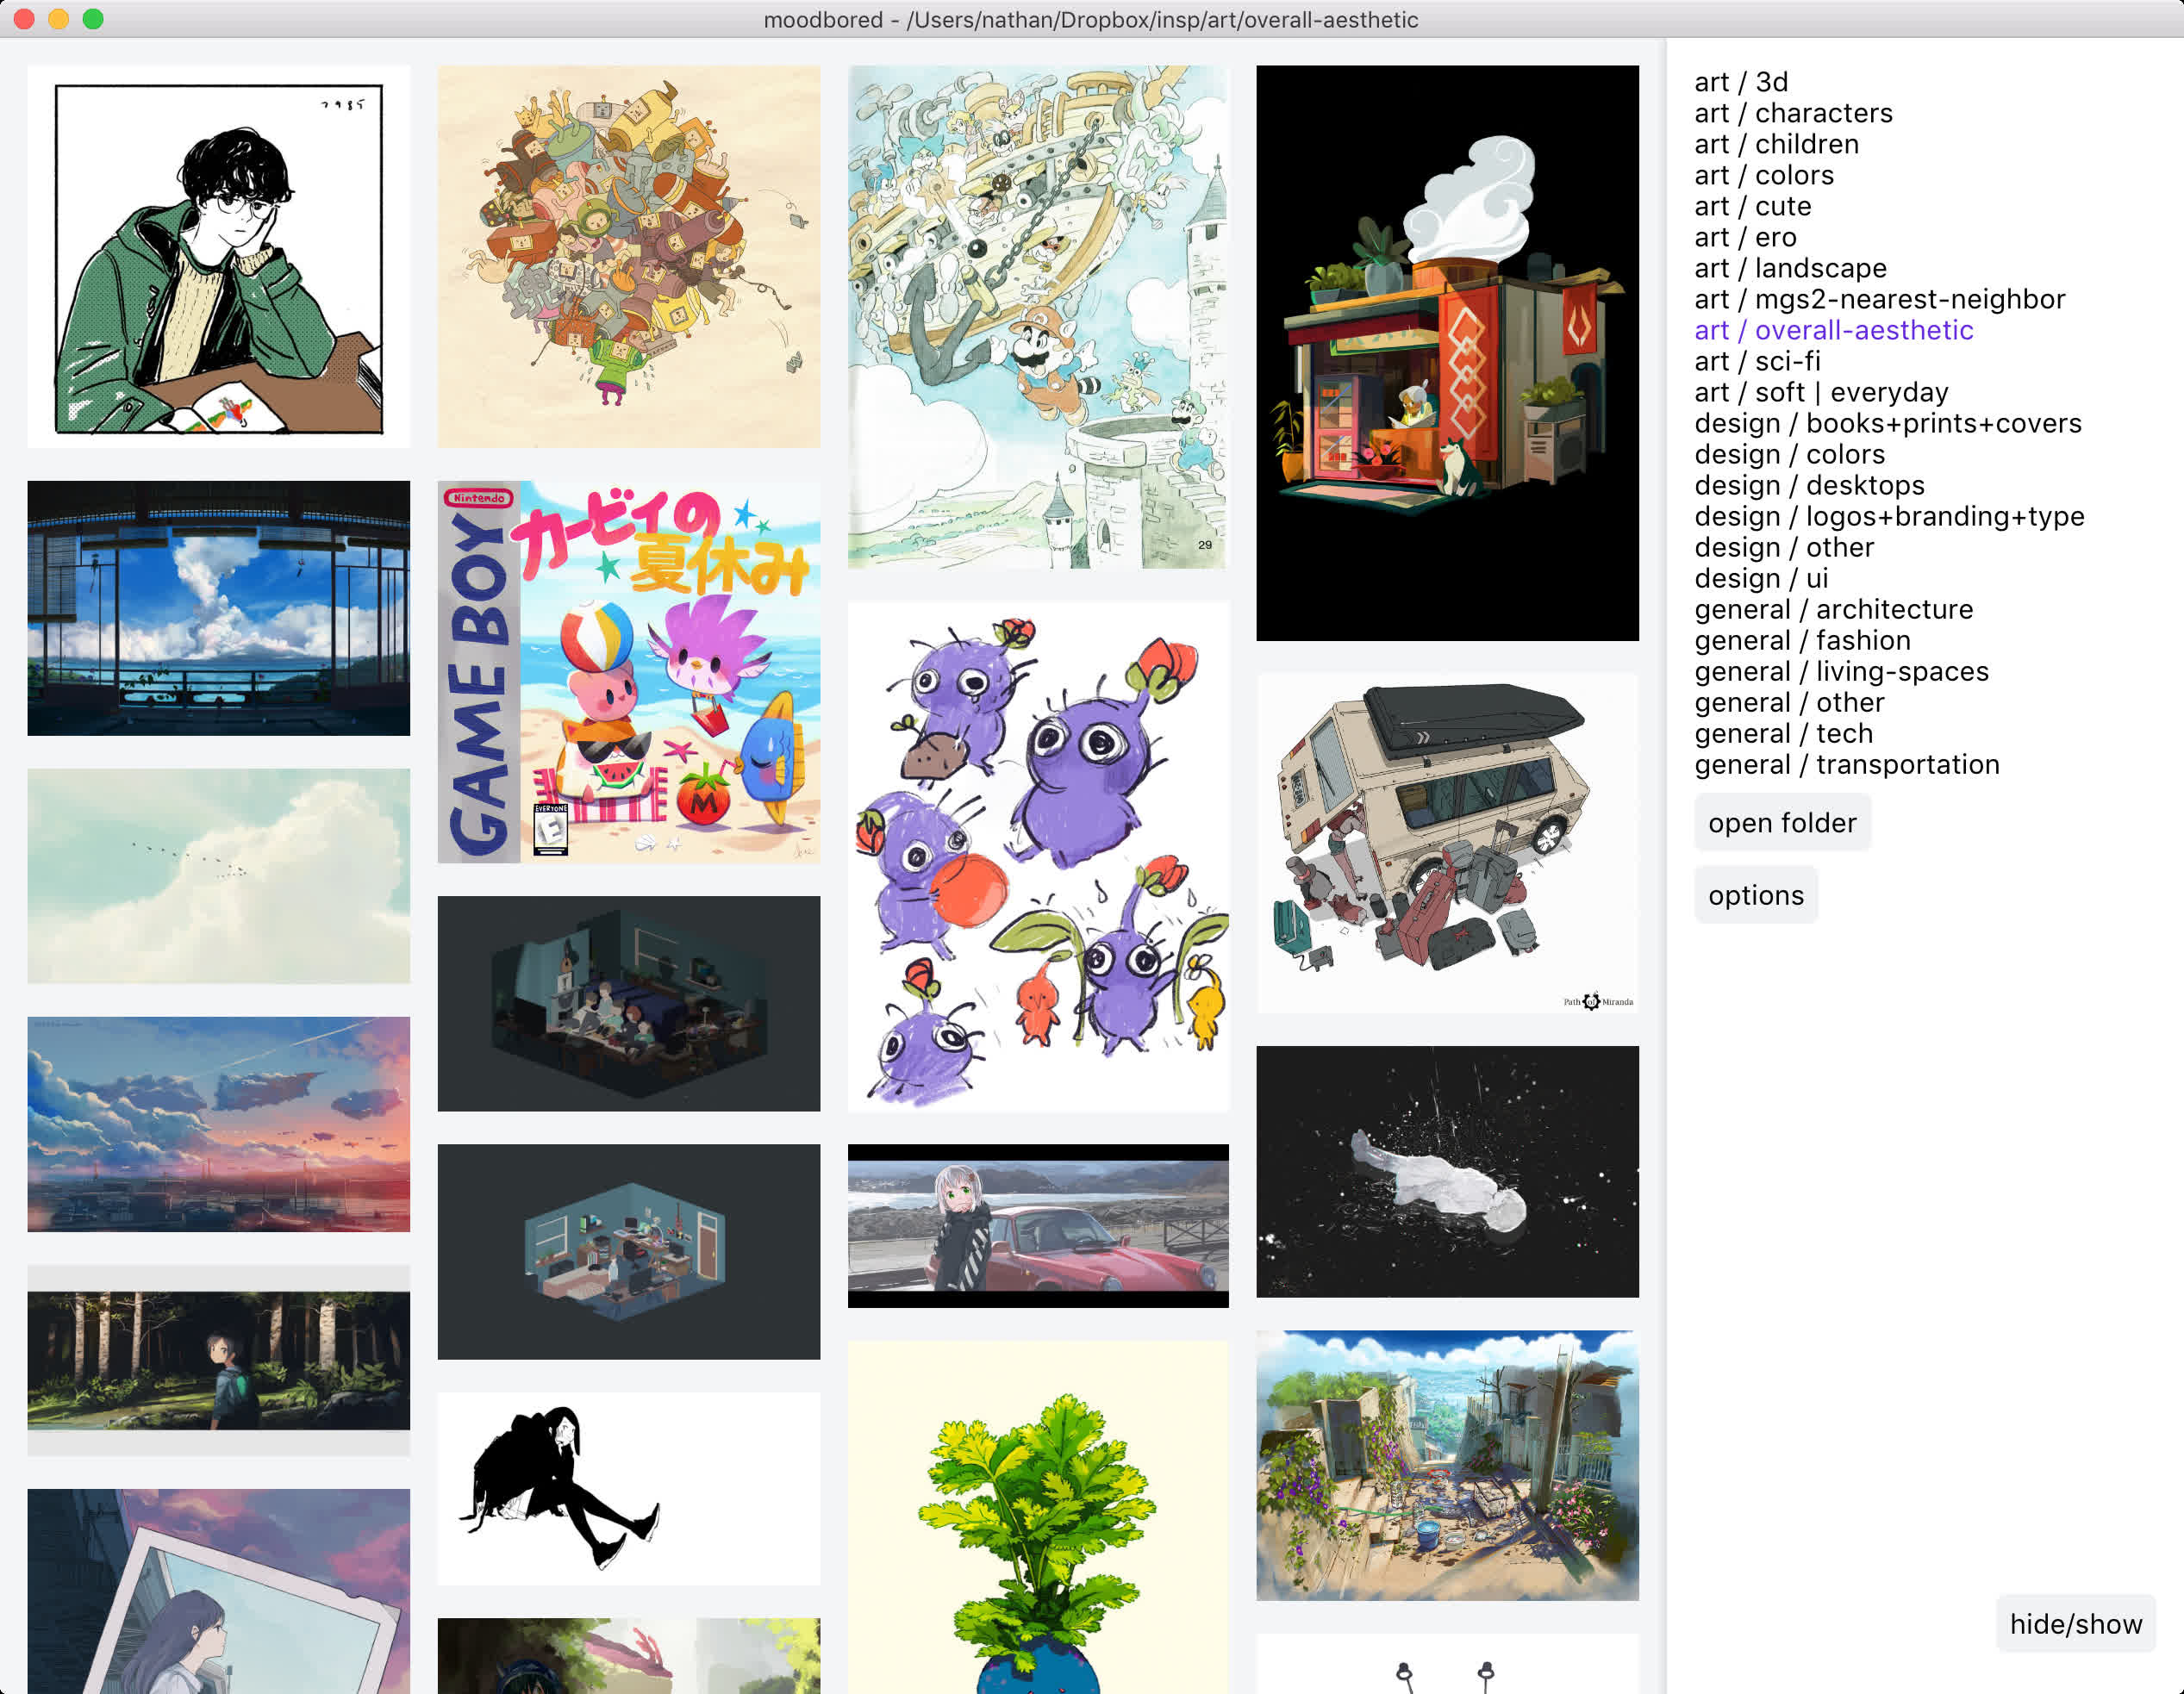 moodbored - /Users/nathan/Dropbox/insp/art/overall-aesthetic
Nintendo
GAME BOY
カービィの
夏休み
EVERYONE
E
M
29
Path of Miranda
art / 3d
art / characters
art / children
art / colors
art / cute
art / ero
art / landscape
art / mgs2-nearest-neighbor
art / overall-aesthetic
art / sci-fi
art / soft | everyday
design / books+prints+covers
design / colors
design / desktops
design / logos+branding+type
design / other
design / ui
general / architecture
general / fashion
general / living-spaces
general / other
general / tech
general / transportation
open folder
options
hide/show